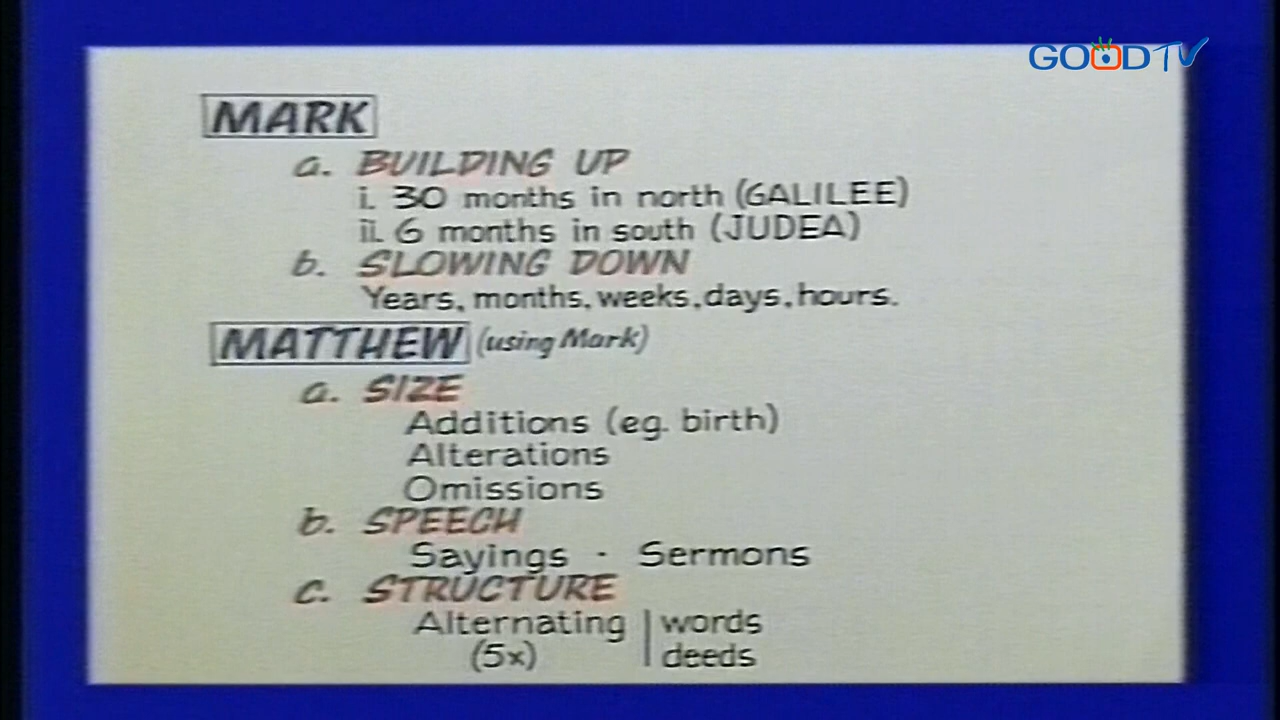 GOOD TV
MARK
a. BUILDING UP
i. 30 months in north (GALILEE)
ii. 6 months in south (JUDEA)
b. SLOWING DOWN
Years, months, weeks, days, hours.
MATTHEW (using Mark)
a. SIZE
Additions (eg. birth)
Alterations
Omissions
b. SPEECH
Sayings - Sermons
c. STRUCTURE
Alternating | words
(5x) | deeds